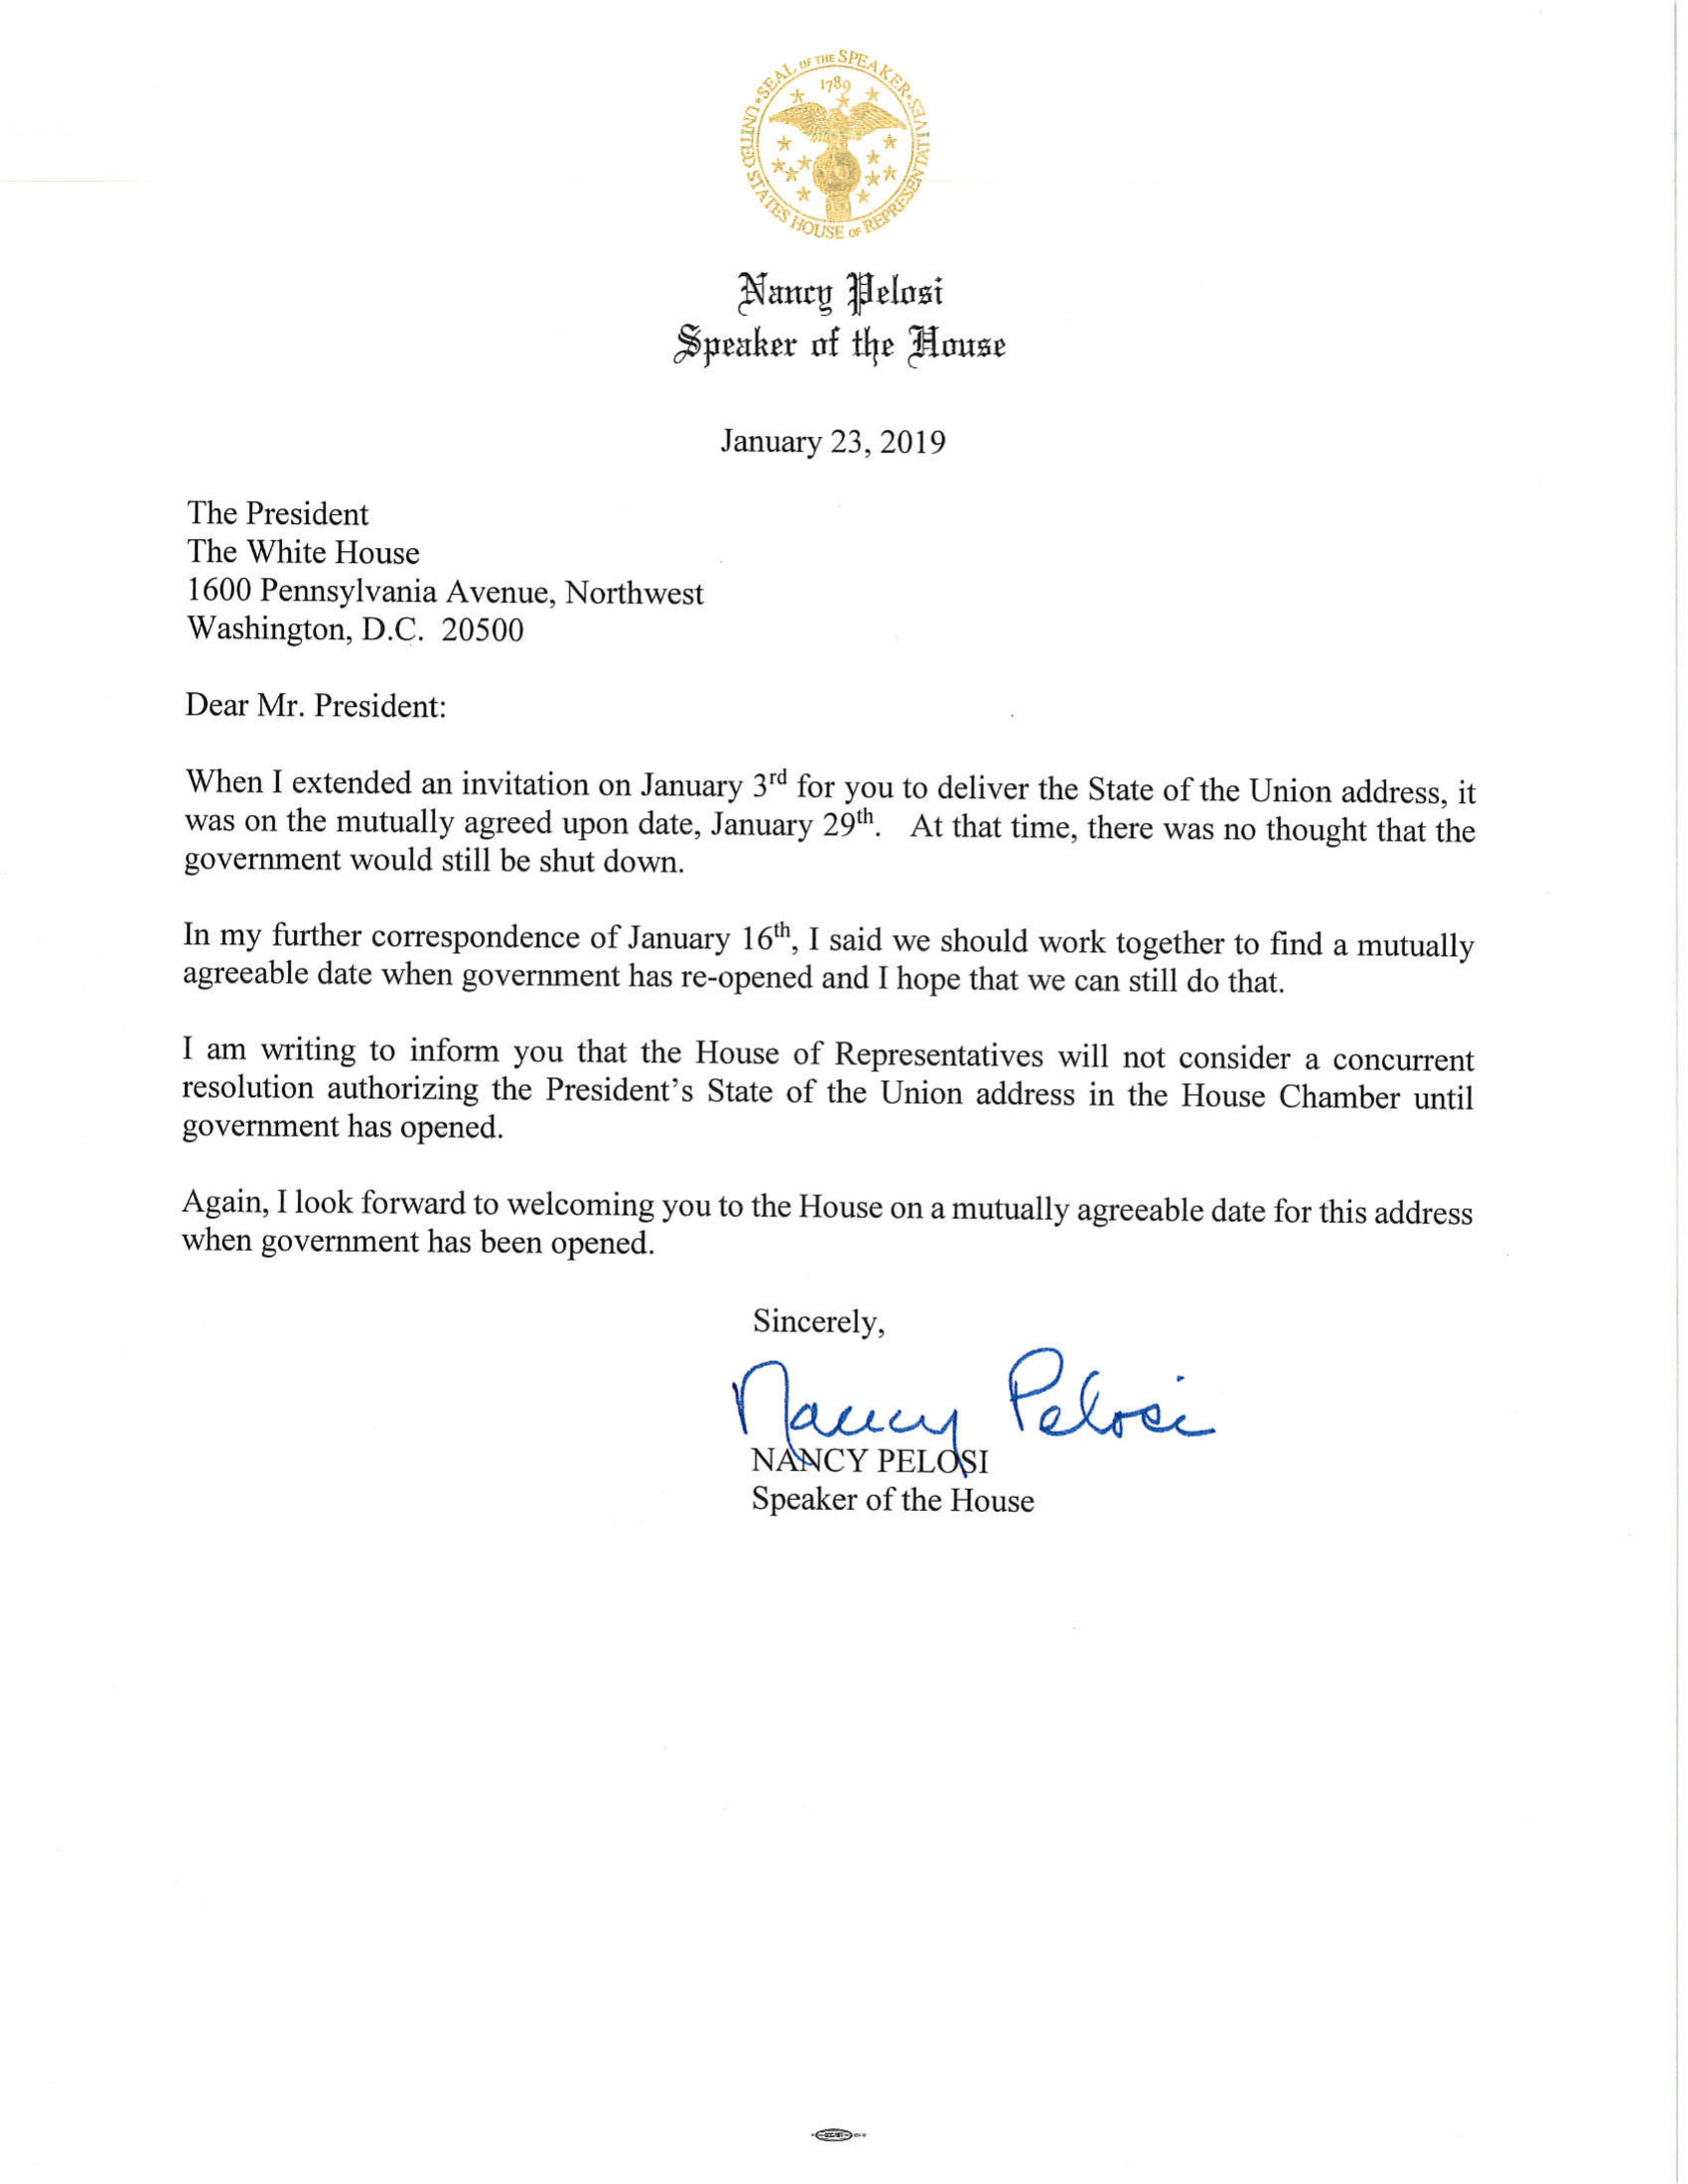 SEAL OF THE SPEAKER
1789
UNITED STATES HOUSE OF REPRESENTATIVES
Nancy Pelosi
Speaker of the House
January 23, 2019
The President
The White House
1600 Pennsylvania Avenue, Northwest
Washington, D.C. 20500
Dear Mr. President:
When I extended an invitation on January 3rd for you to deliver the State of the Union address, it
was on the mutually agreed upon date, January 29th. At that time, there was no thought that the
government would still be shut down.
In my further correspondence of January 16th, I said we should work together to find a mutually
agreeable date when government has re-opened and I hope that we can still do that.
I am writing to inform you that the House of Representatives will not consider a concurrent
resolution authorizing the President's State of the Union address in the House Chamber until
government has opened.
Again, I look forward to welcoming you to the House on a mutually agreeable date for this address
when government has been opened.
Sincerely,
Nancy Pelosi
NANCY PELOSI
Speaker of the House